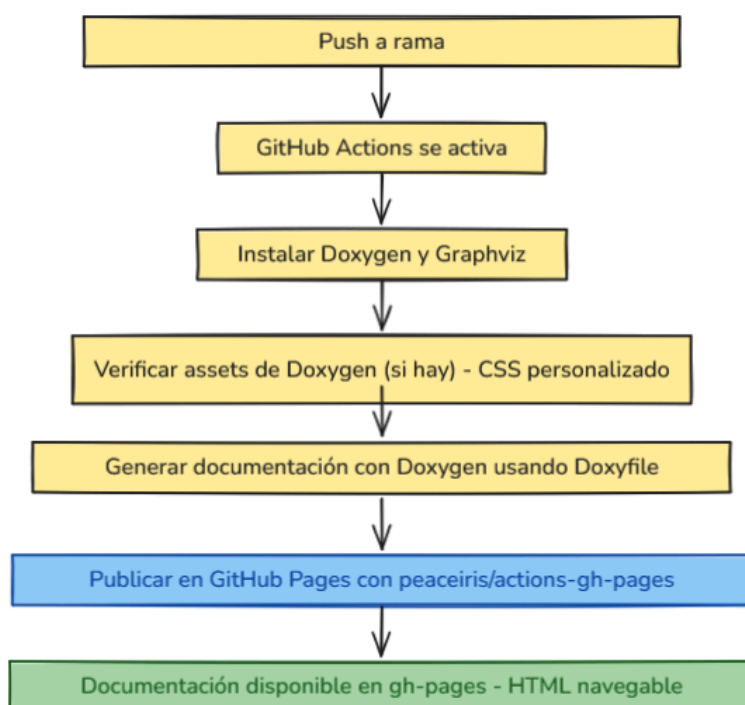 Push a rama
GitHub Actions se activa
Instalar Doxygen y Graphviz
Verificar assets de Doxygen (si hay) - CSS personalizado
Generar documentación con Doxygen usando Doxyfile
Publicar en GitHub Pages con peaceiris/actions-gh-pages
Documentación disponible en gh-pages - HTML navegable